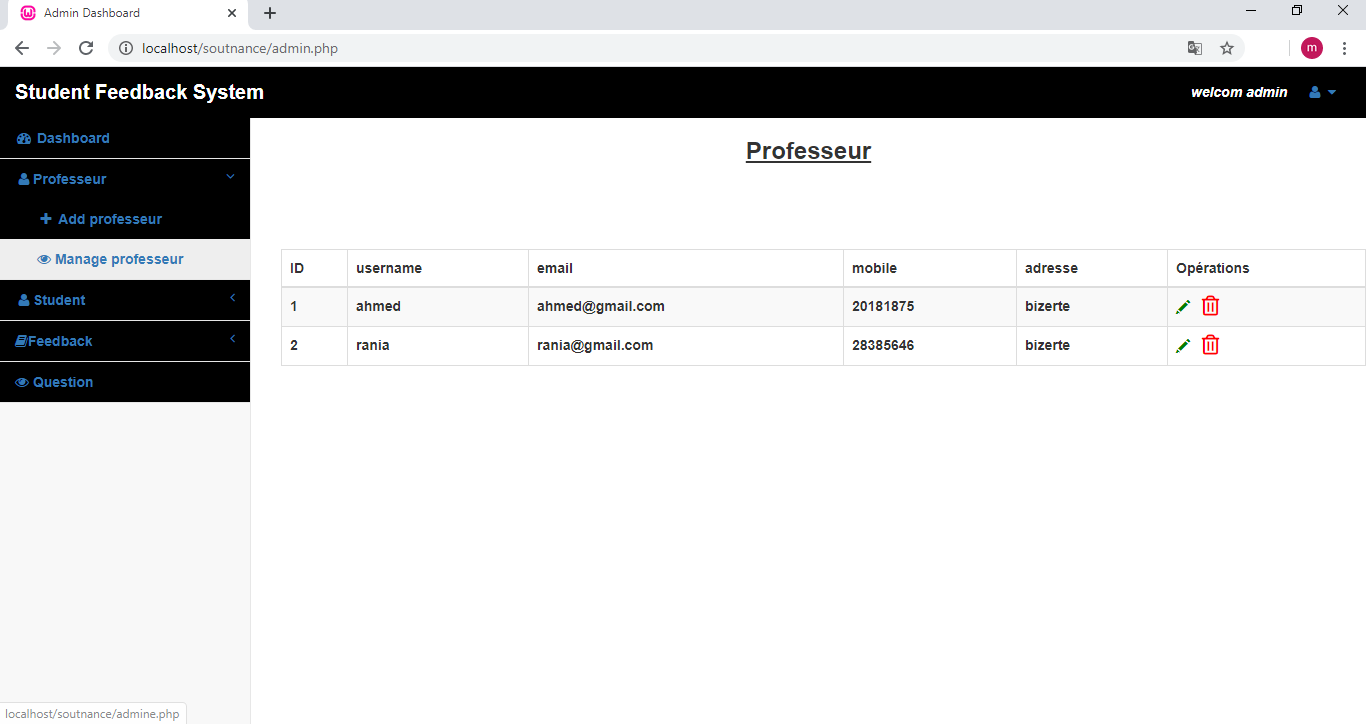 Admin Dashboard
localhost/soutnance/admin.php
m
Student Feedback System
welcom admin
Dashboard
Professeur
Add professeur
Manage professeur
Student
Feedback
Question
Professeur
ID username email mobile adresse Opérations
1 ahmed ahmed@gmail.com 20181875 bizerte
2 rania rania@gmail.com 28385646 bizerte
localhost/soutnance/admine.php